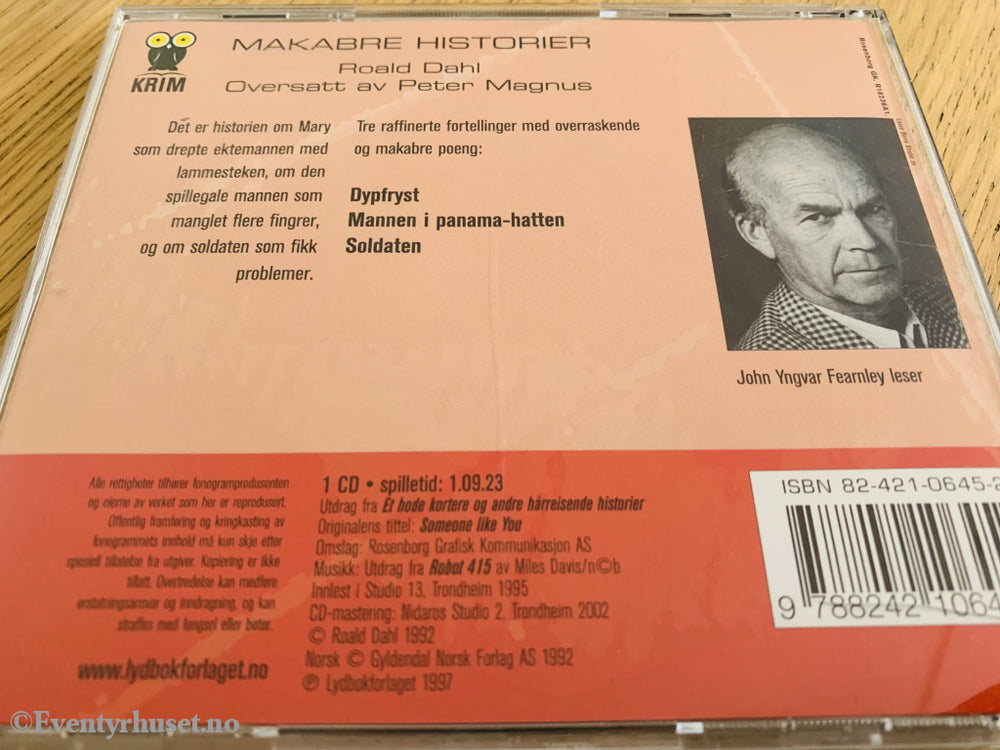 KRIM
MAKABRE HISTORIER
Roald Dahl
Oversatt av Peter Magnus
Det er historien om Mary
som drepte ektemannen med
lammesteken, om den
spillegale mannen som
manglet flere fingrer,
og om soldaten som fikk
problemer.
Tre raffinerte fortellinger med overraskende
og makabre poeng:
Dypfryst
Mannen i panama-hatten
Soldaten
Rosenborg GK. R18236A1.
John Yngvar Fearnley leser
Alle rettigheter tilhører fonogramprodusenten
og eierne av verket som her er reprodusert.
Offentlig framføring og kringkasting av
fonogrammets innhold må kun skje etter
spesiell tillatelse fra utgiver. Kopiering er ikke
tillatt. Overtredelse kan medføre
erstatningsansvar og inndragning, og kan
straffes med fengsel eller bøter.
www.lydbokforlaget.no
1 CD • spilletid: 1.09.23
Utdrag fra Et hode kortere og andre hårreisende historier
Originalens tittel: Someone like You
Omslag: Rosenborg Grafisk Kommunikasjon AS
Musikk: Utdrag fra Robot 415 av Miles Davis/n©b
Innlest i Studio 13, Trondheim 1995
CD-mastering: Nidaros Studio 2, Trondheim 2002
© Roald Dahl 1992
Norsk © Gyldendal Norsk Forlag AS 1992
℗ Lydbokforlaget 1997
ISBN 82-421-0645-2
9 788242 1064
©Eventyrhuset.no